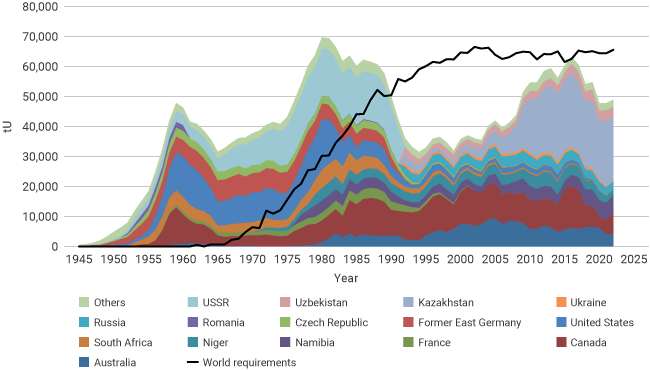 80,000
70,000
60,000
50,000
40,000
30,000
20,000
10,000
0
tU
1945 1950 1955 1960 1965 1970 1975 1980 1985 1990 1995 2000 2005 2010 2015 2020 2025
Year
Others USSR Uzbekistan Kazakhstan Ukraine
Russia Romania Czech Republic Former East Germany United States
South Africa Niger Namibia France Canada
Australia World requirements